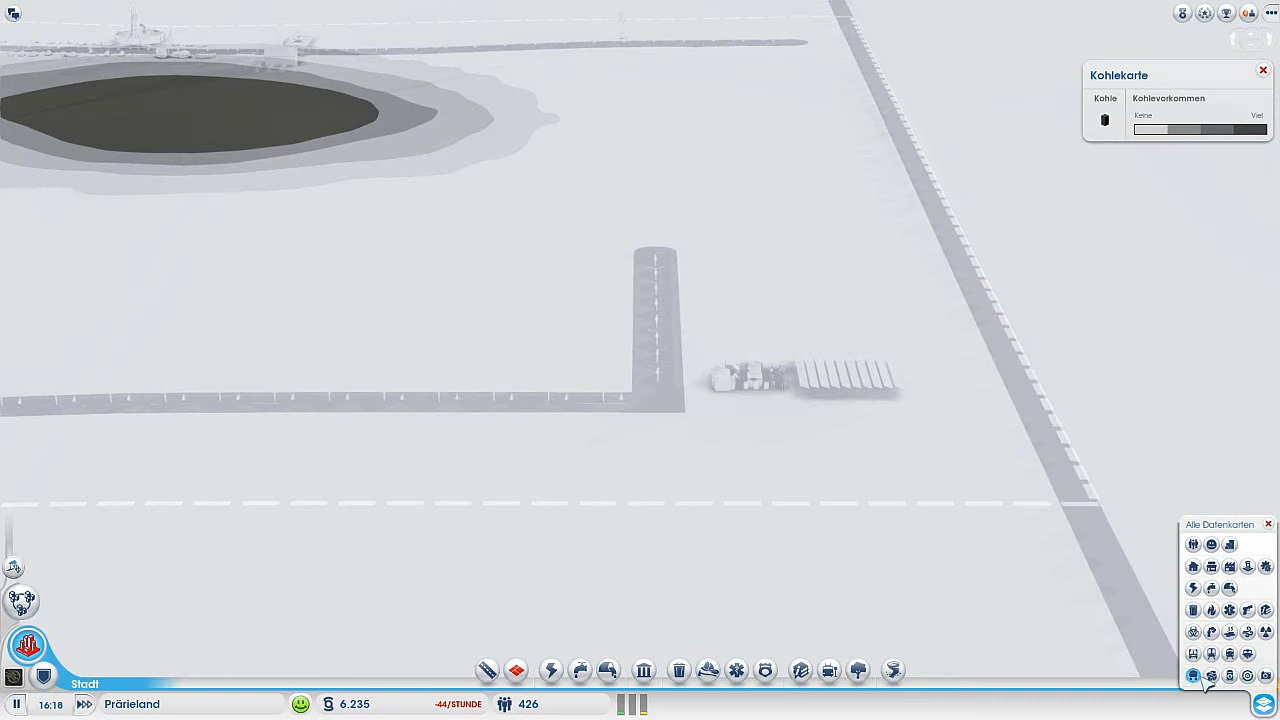 Kohlekarte
Kohle
Kohlevorkommen
Keine
Viel
Alle Datenkarten
Stadt
16:18
Prärieland
6.235
-44/STUNDE
426